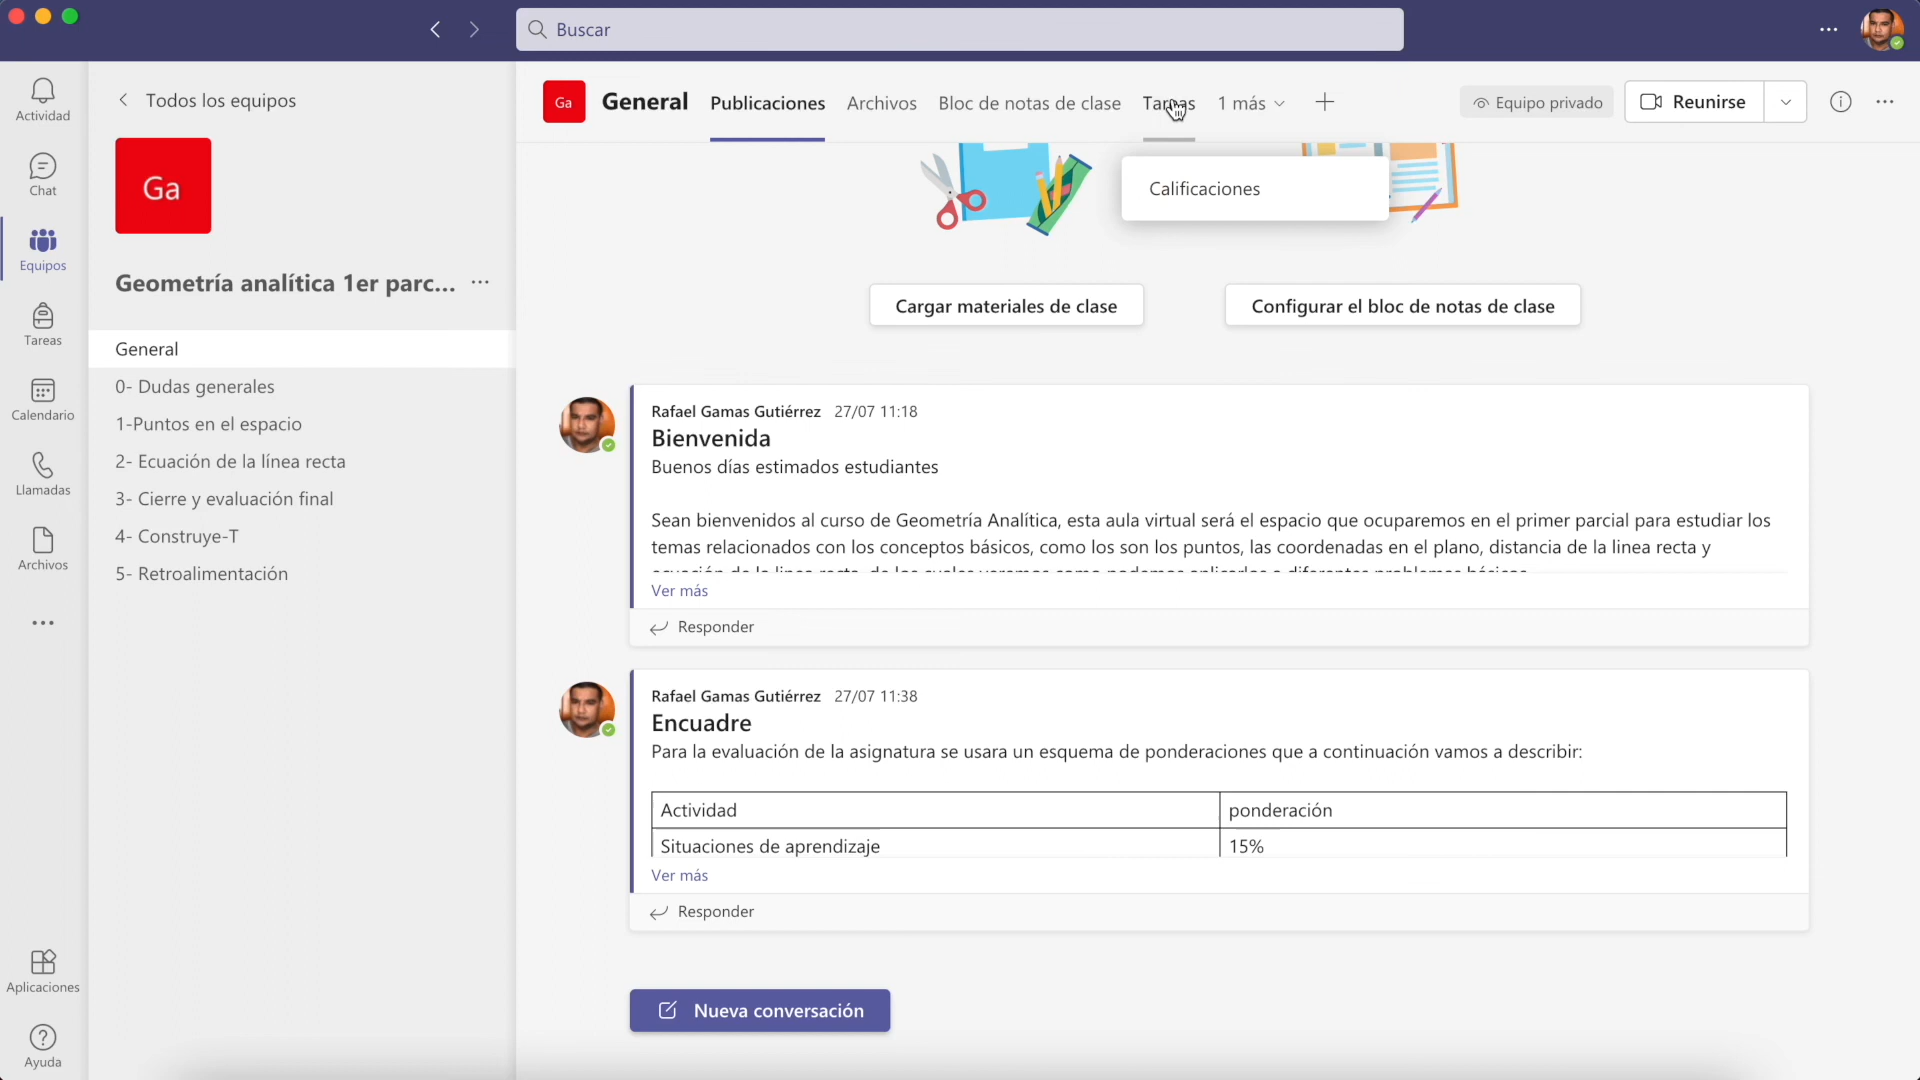 Buscar
Actividad
Chat
Equipos
Tareas
Calendario
Llamadas
Archivos
Aplicaciones
Ayuda
Todos los equipos
Ga
Geometría analítica 1er parc...
General
0- Dudas generales
1-Puntos en el espacio
2- Ecuación de la línea recta
3- Cierre y evaluación final
4- Construye-T
5- Retroalimentación
Ga
General
Publicaciones
Archivos
Bloc de notas de clase
Tareas
1 más
Equipo privado
Reunirse
Calificaciones
Cargar materiales de clase
Configurar el bloc de notas de clase
Rafael Gamas Gutiérrez 27/07 11:18
Bienvenida
Buenos días estimados estudiantes
Sean bienvenidos al curso de Geometría Analítica, esta aula virtual será el espacio que ocuparemos en el primer parcial para estudiar los
temas relacionados con los conceptos básicos, como los son los puntos, las coordenadas en el plano, distancia de la linea recta y
Ver más
Responder
Rafael Gamas Gutiérrez 27/07 11:38
Encuadre
Para la evaluación de la asignatura se usara un esquema de ponderaciones que a continuación vamos a describir:
Actividad ponderación
Situaciones de aprendizaje 15%
Ver más
Responder
Nueva conversación